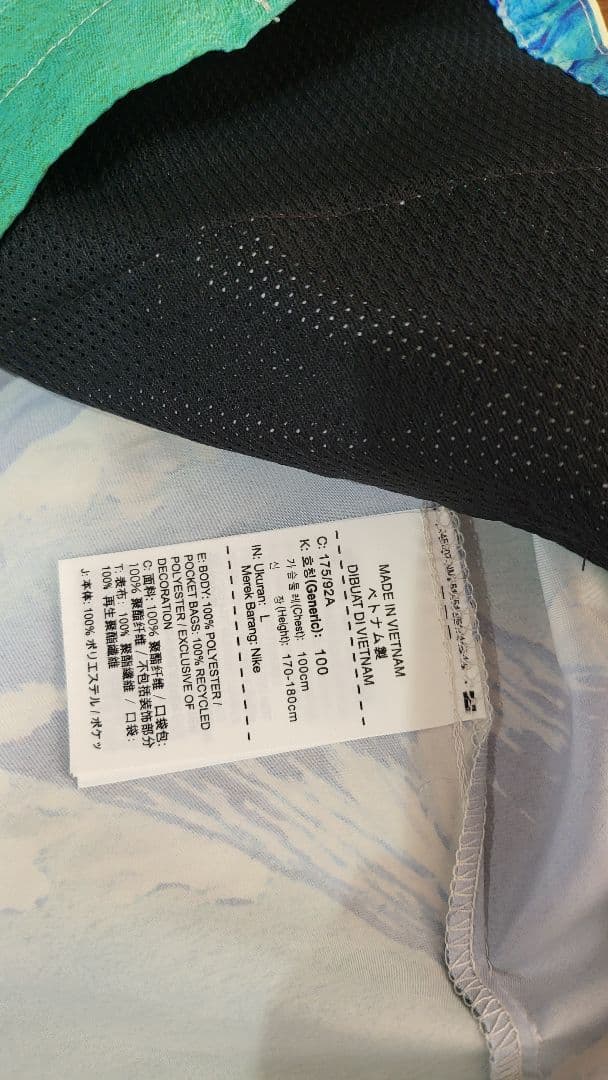 MADE IN VIETNAM
ベトナム製
DIBUAT DI VIETNAM
C: 175/92A
K: 호칭(Generic): 100
가슴둘레(Chest): 100cm
신 장(Height): 170-180cm
IN: Ukuran: L
Merek Barang: Nike
E: BODY: 100% POLYESTER /
POCKET BAGS: 100% RECYCLED
POLYESTER / EXCLUSIVE OF
DECORATION
C: 面料: 100% 聚酯纤维 / 口袋包:
100% 聚酯纤维 / 不包括装饰部分
T: 表布: 100% 聚酯纖維 / 口袋:
100% 再生聚酯纖維
J: 本体: 100% ポリエステル / ポケッ